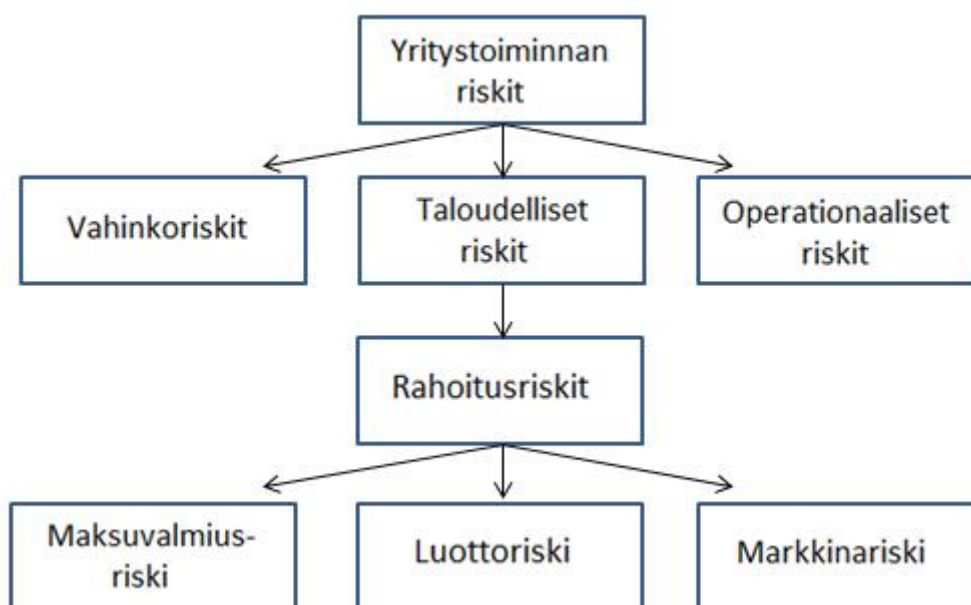 Yritystoiminnan
riskit
Vahinkoriskit
Taloudelliset
riskit
Operationaaliset
riskit
Rahoitusriskit
Maksuvalmius-
riski
Luottoriski
Markkinariski